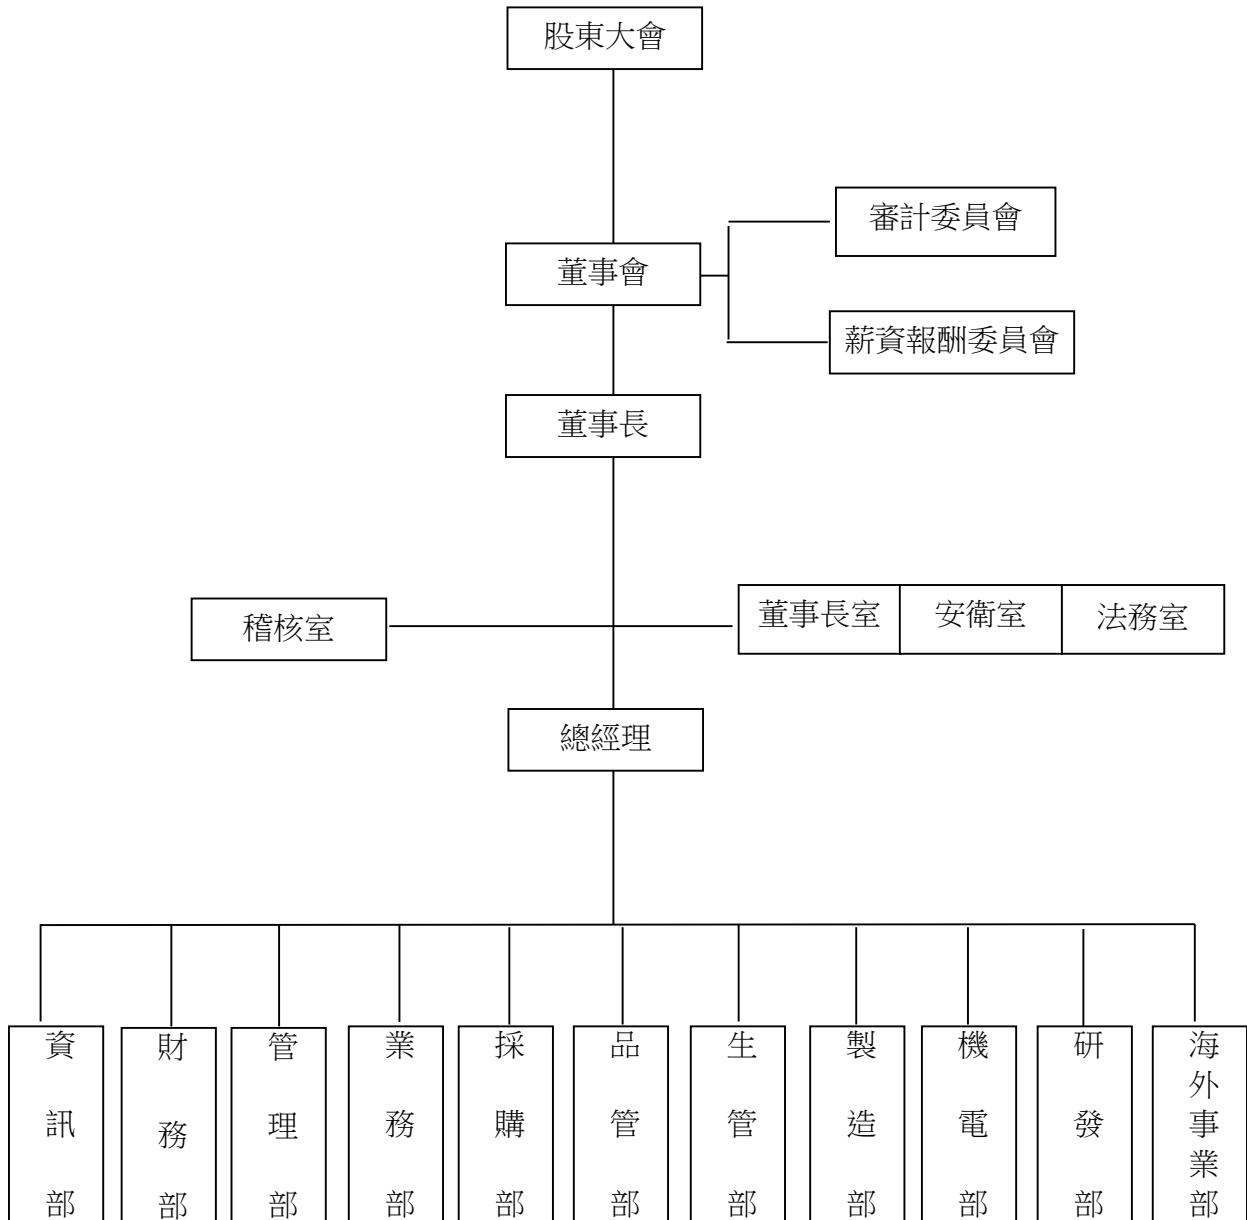 股東大會
審計委員會
董事會
薪資報酬委員會
董事長
稽核室
董事長室
安衛室
法務室
總經理
資訊部
財務部
管理部
業務部
採購部
品管部
生管部
製造部
機電部
研發部
海外事業部